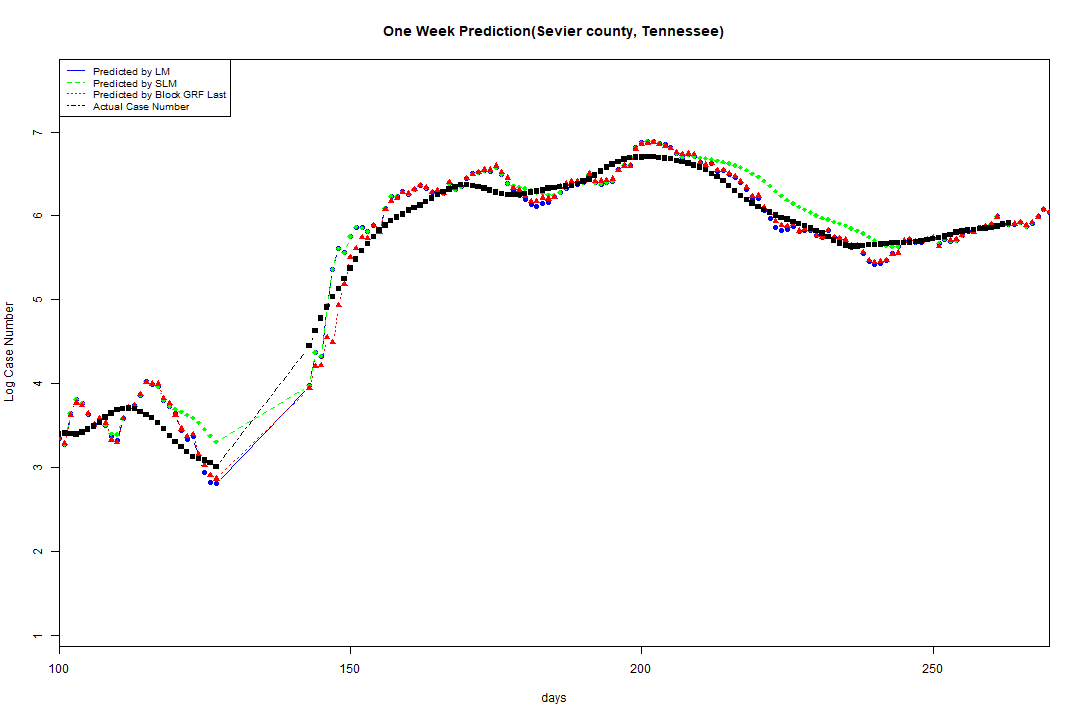 One Week Prediction(Sevier county, Tennessee)
Predicted by LM
Predicted by SLM
Predicted by Block GRF Last
Actual Case Number
7
6
5
4
3
2
1
Log Case Number
100 150 200 250
days